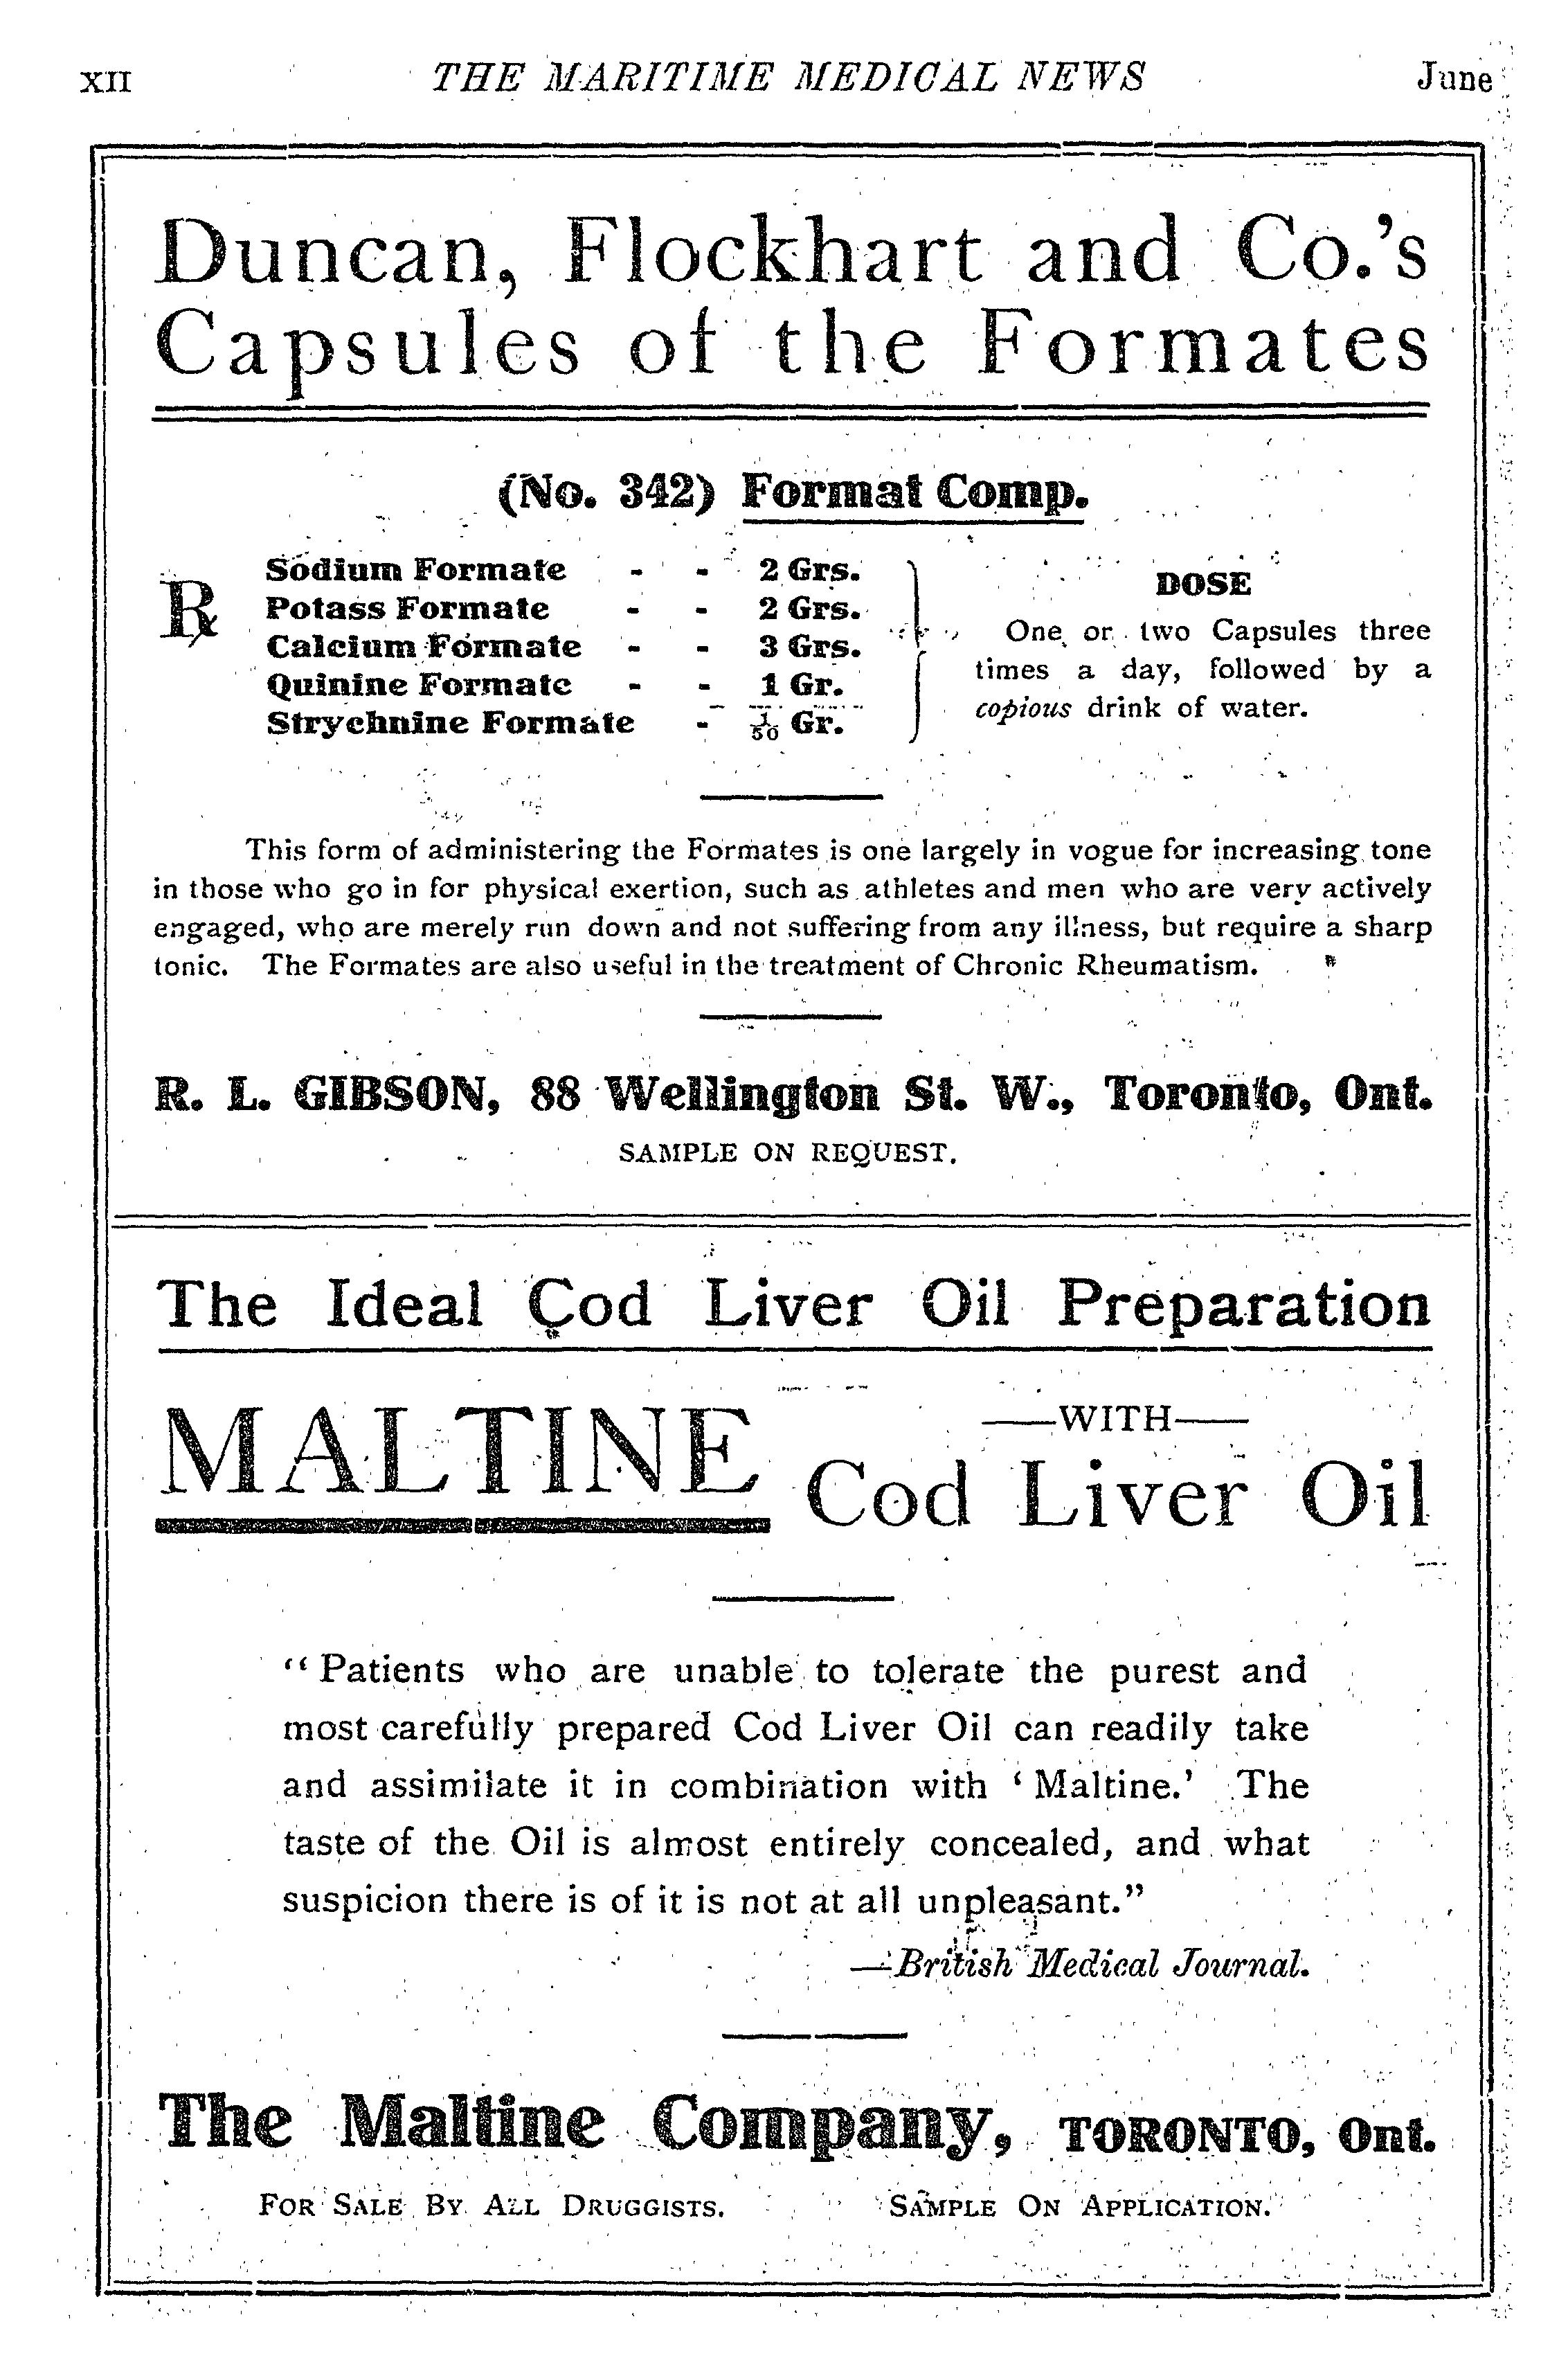 XII THE MARITIME MEDICAL NEWS June
Duncan, Flockhart and Co.'s
Capsules of the Formates
(No. 342) Format Comp.
℞
Sodium Formate - - 2 Grs.
Potass Formate - - 2 Grs.
Calcium Formate - - 3 Grs.
Quinine Formate - - 1 Gr.
Strychnine Formate - 1/50 Gr.
DOSE
One or two Capsules three
times a day, followed by a
copious drink of water.
This form of administering the Formates is one largely in vogue for increasing tone
in those who go in for physical exertion, such as athletes and men who are very actively
engaged, who are merely run down and not suffering from any illness, but require a sharp
tonic. The Formates are also useful in the treatment of Chronic Rheumatism.
R. L. GIBSON, 88 Wellington St. W., Toronto, Ont.
SAMPLE ON REQUEST.
The Ideal Cod Liver Oil Preparation
MALTINE
—WITH—
Cod Liver Oil
"Patients who are unable to tolerate the purest and
most carefully prepared Cod Liver Oil can readily take
and assimilate it in combination with 'Maltine.' The
taste of the Oil is almost entirely concealed, and what
suspicion there is of it is not at all unpleasant."
—British Medical Journal.
The Maltine Company, TORONTO, Ont.
FOR SALE BY ALL DRUGGISTS. SAMPLE ON APPLICATION.